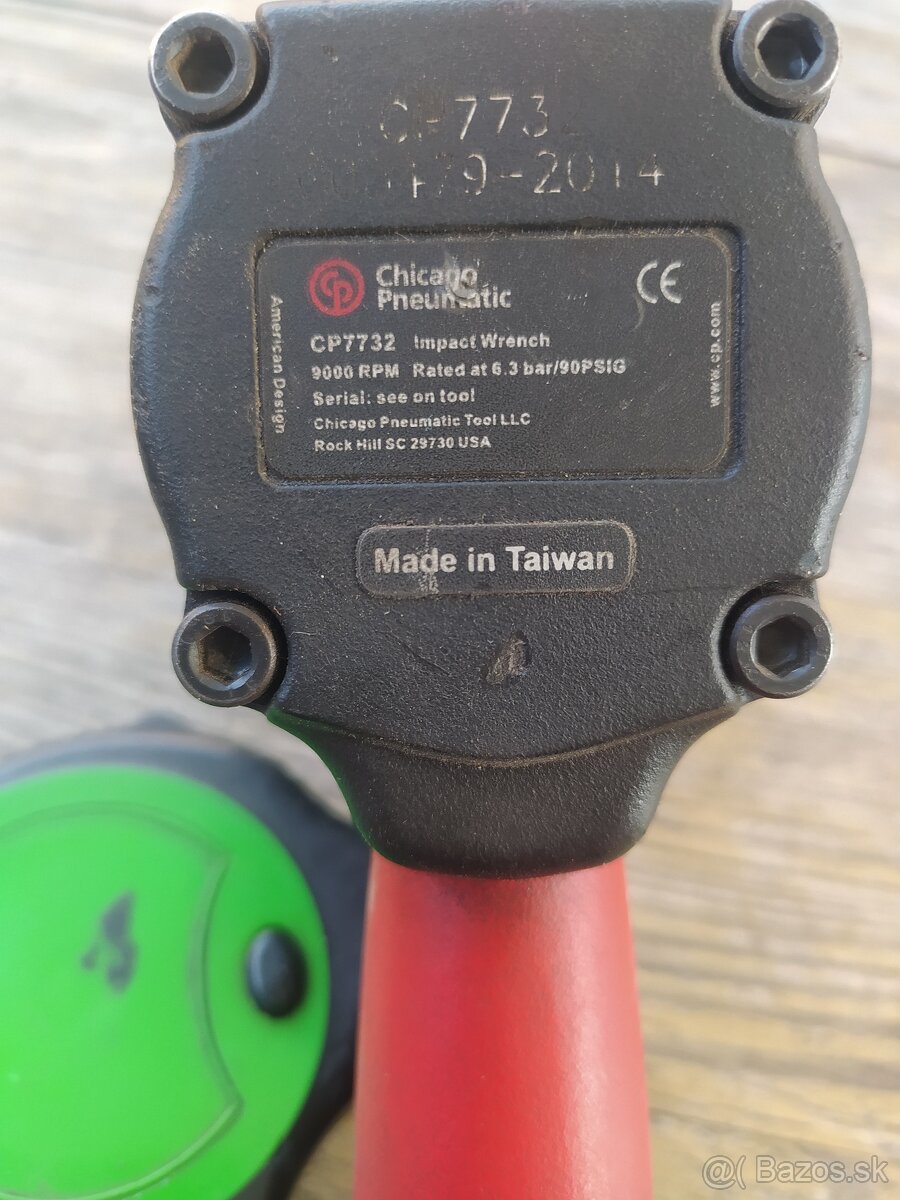 CP773
79-2014
CP
Chicago
Pneumatic
CE
American Design
CP7732 Impact Wrench
9000 RPM Rated at 6.3 bar/90PSIG
Serial: see on tool
Chicago Pneumatic Tool LLC
Rock Hill SC 29730 USA
www.cp.com
Made in Taiwan
@( Bazos.sk